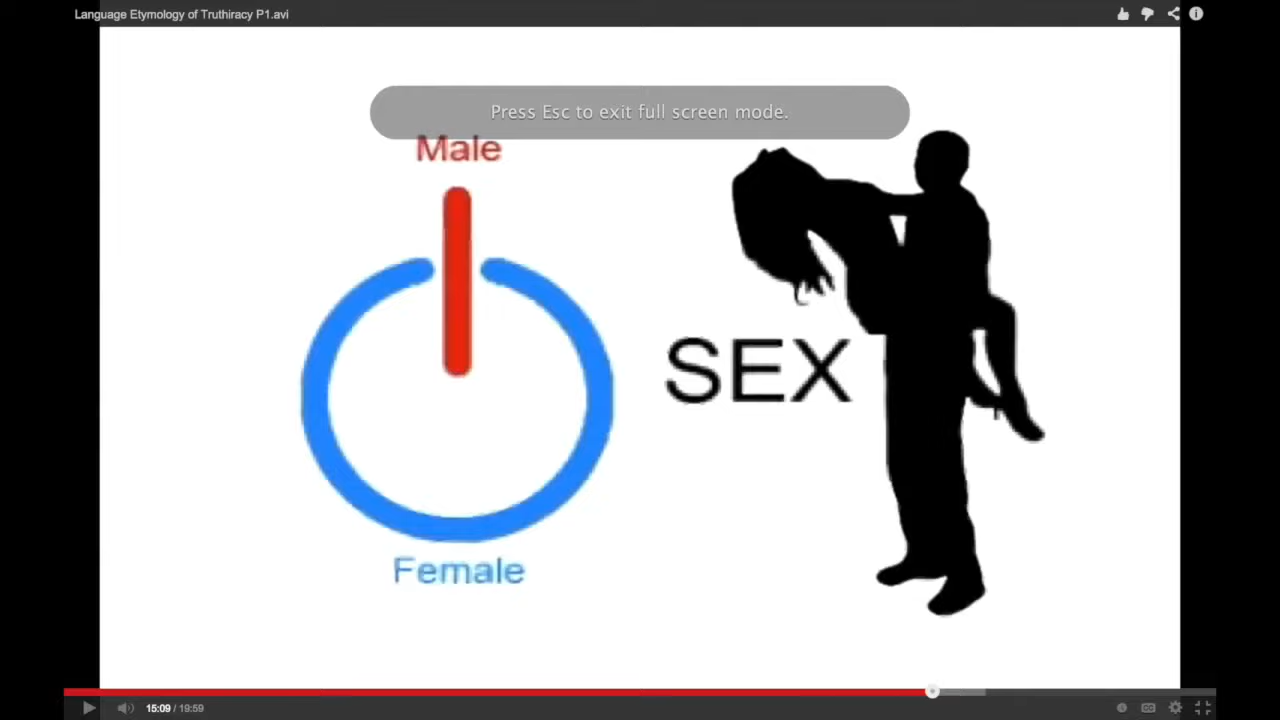 Language Etymology of Truthiracy P1.avi
Press Esc to exit full screen mode.
Male
SEX
Female
15:09 / 19:59
CC